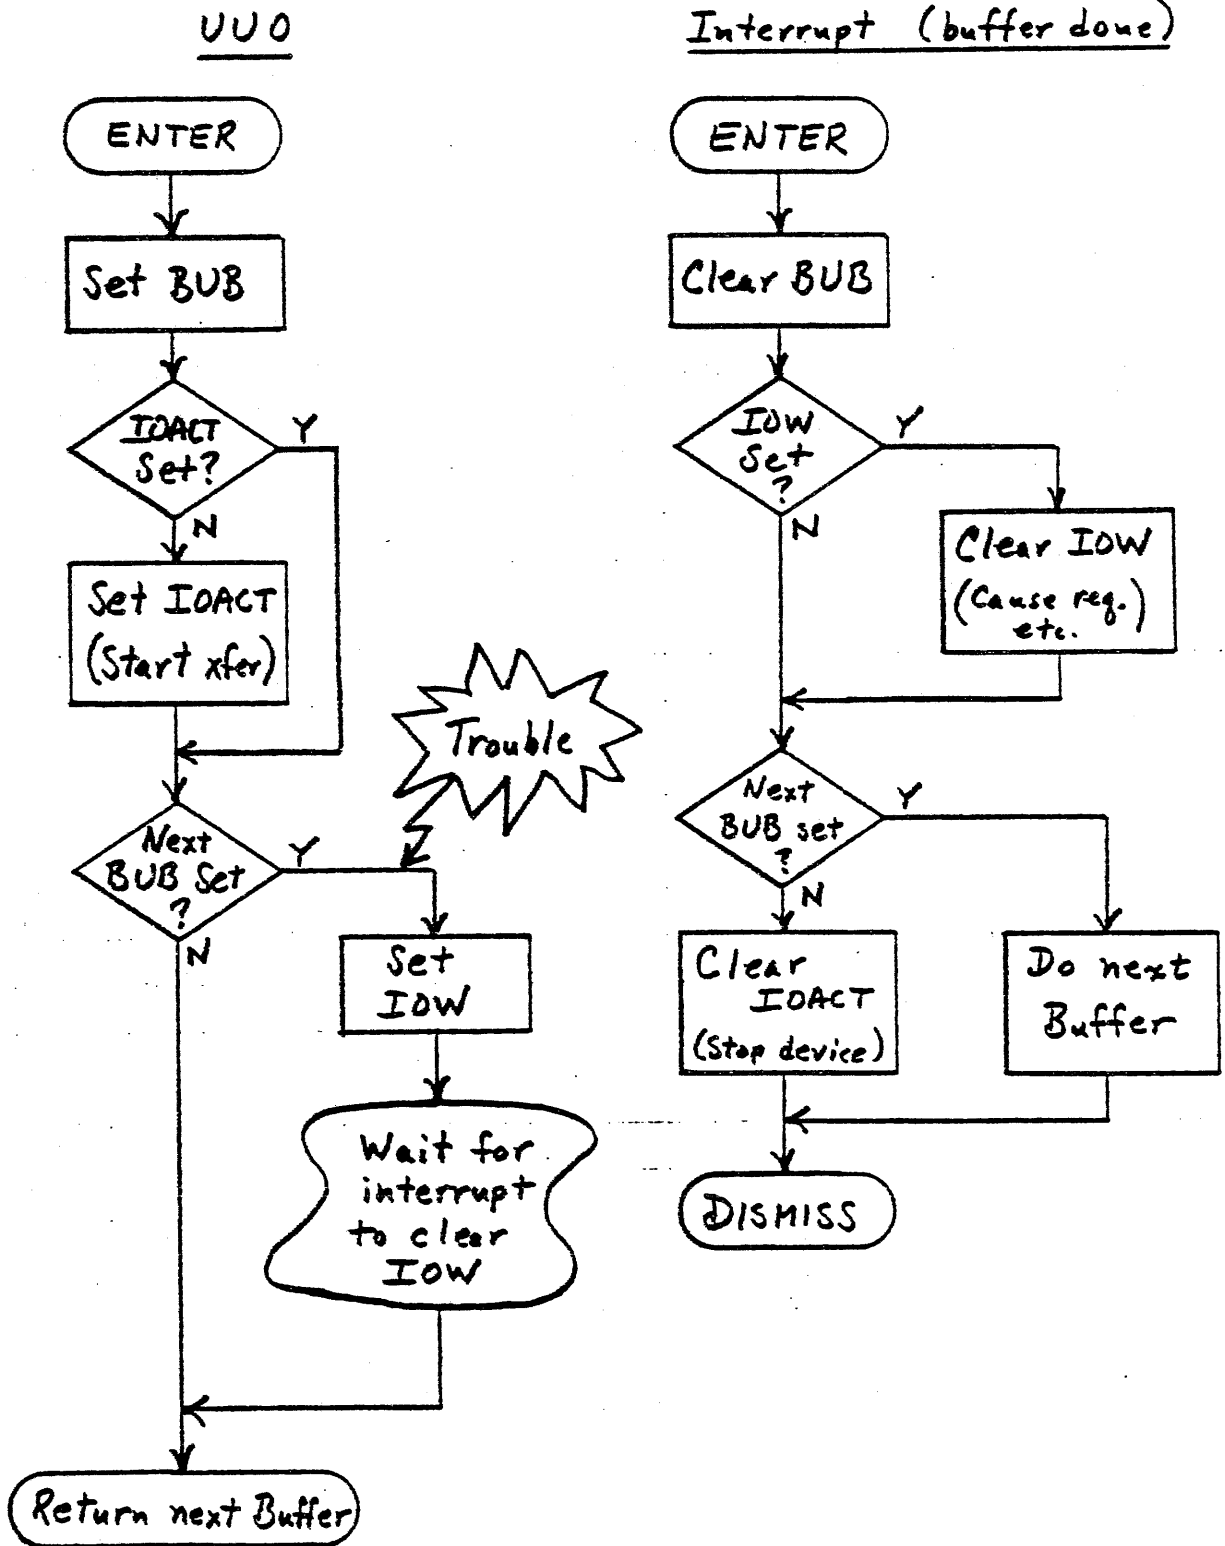 UUO
ENTER
Set BUB
IOACT
Set?
Y
N
Set IOACT
(Start xfer)
Trouble
Next
BUB Set
?
Y
N
Set
IOW
Wait for
interrupt
to clear
IOW
Return next Buffer
Interrupt (buffer done)
ENTER
Clear BUB
IOW
Set
?
Y
N
Clear IOW
(Cause req.)
etc.
Next
BUB set
?
Y
N
Clear
IOACT
(Stop device)
Do next
Buffer
DISMISS